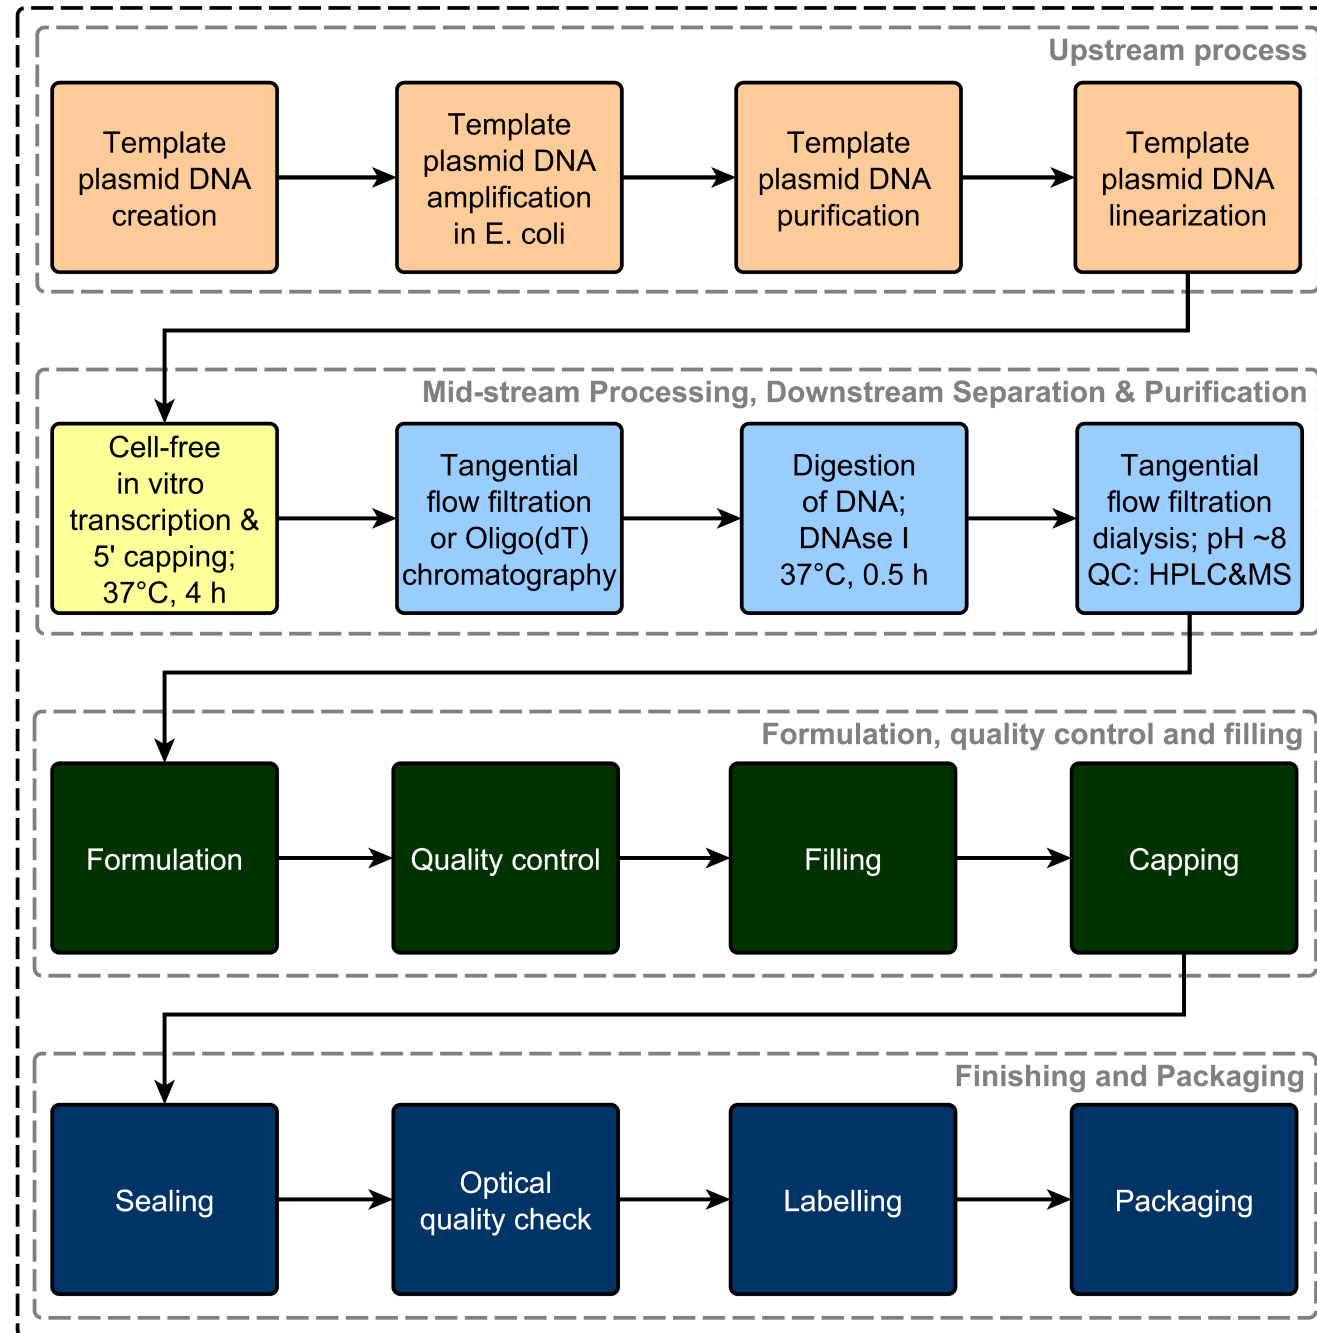 Upstream process
Template
plasmid DNA
creation
Template
plasmid DNA
amplification
in E. coli
Template
plasmid DNA
purification
Template
plasmid DNA
linearization
Mid-stream Processing, Downstream Separation & Purification
Cell-free
in vitro
transcription &
5' capping;
37°C, 4 h
Tangential
flow filtration
or Oligo(dT)
chromatography
Digestion
of DNA;
DNAse I
37°C, 0.5 h
Tangential
flow filtration
dialysis; pH ~8
QC: HPLC&MS
Formulation, quality control and filling
Formulation
Quality control
Filling
Capping
Finishing and Packaging
Sealing
Optical
quality check
Labelling
Packaging